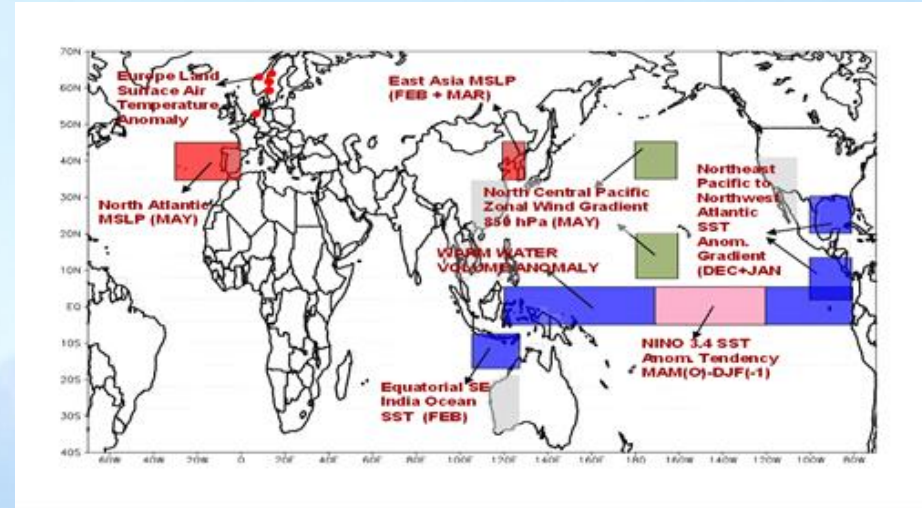 70N
60N
50N
40N
30N
20N
10N
EQ
10S
20S
30S
40S
60W
40W
20W
0
20E
40E
60E
80E
100E
120E
140E
160E
180
160W
140W
120W
100W
80W
Europe Land
Surface Air
Temperature
Anomaly
East Asia MSLP
(FEB + MAR)
North Atlantic
MSLP (MAY)
North Central Pacific
Zonal Wind Gradient
850 hPa (MAY)
Northeast
Pacific to
Northwest
Atlantic
SST
Anom.
Gradient
(DEC+JAN
WARM WATER
VOLUME ANOMALY
NINO 3.4 SST
Anom. Tendency
MAM(O)-DJF(-1)
Equatorial SE
India Ocean
SST (FEB)